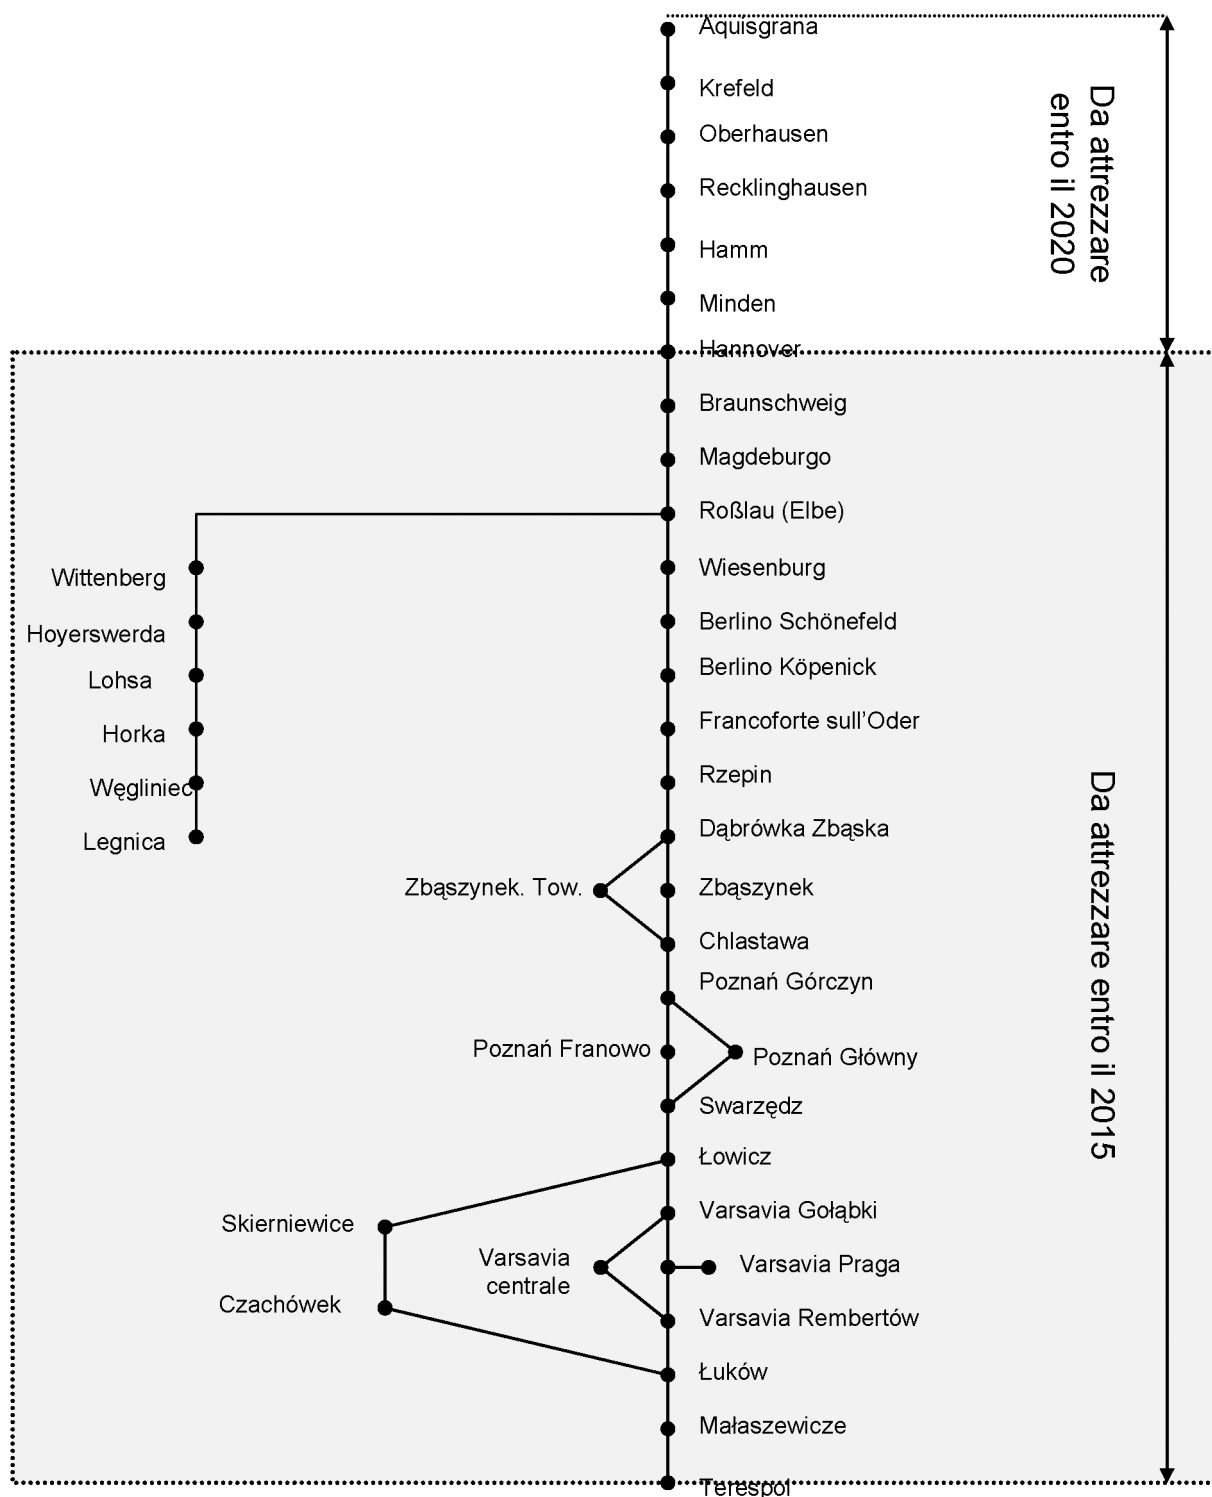 Aquisgrana
Krefeld
Oberhausen
Recklinghausen
Hamm
Minden
Hannover
Da attrezzare
entro il 2020
Braunschweig
Magdeburgo
Roßlau (Elbe)
Wittenberg
Wiesenburg
Hoyerswerda
Berlino Schönefeld
Lohsa
Berlino Köpenick
Horka
Francoforte sull'Oder
Węgliniec
Rzepin
Legnica
Dąbrówka Zbąska
Zbąszynek. Tow.
Zbąszynek
Chlastawa
Poznań Górczyn
Poznań Franowo
Poznań Główny
Swarzędz
Łowicz
Skierniewice
Varsavia Gołąbki
Varsavia
centrale
Varsavia Praga
Czachówek
Varsavia Rembertów
Łuków
Małaszewicze
Terespol
Da attrezzare entro il 2015